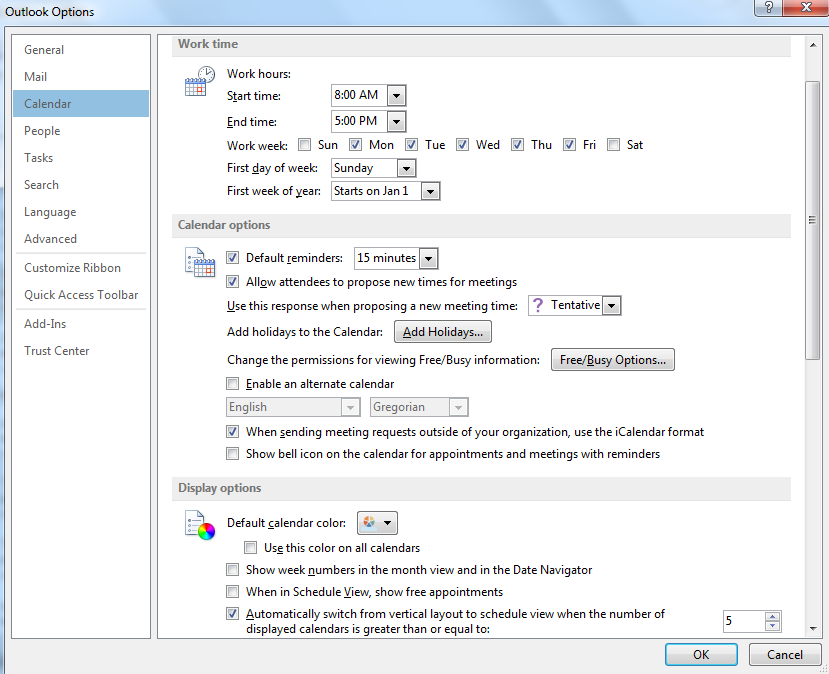 Outlook Options
?
General
Mail
Calendar
People
Tasks
Search
Language
Advanced
Customize Ribbon
Quick Access Toolbar
Add-Ins
Trust Center
Work time
Work hours:
Start time: 8:00 AM
End time: 5:00 PM
Work week: Sun Mon Tue Wed Thu Fri Sat
First day of week: Sunday
First week of year: Starts on Jan 1
Calendar options
Default reminders: 15 minutes
Allow attendees to propose new times for meetings
Use this response when proposing a new meeting time: ? Tentative
Add holidays to the Calendar: Add Holidays...
Change the permissions for viewing Free/Busy information: Free/Busy Options...
Enable an alternate calendar
English Gregorian
When sending meeting requests outside of your organization, use the iCalendar format
Show bell icon on the calendar for appointments and meetings with reminders
Display options
Default calendar color:
Use this color on all calendars
Show week numbers in the month view and in the Date Navigator
When in Schedule View, show free appointments
Automatically switch from vertical layout to schedule view when the number of
displayed calendars is greater than or equal to: 5
OK Cancel